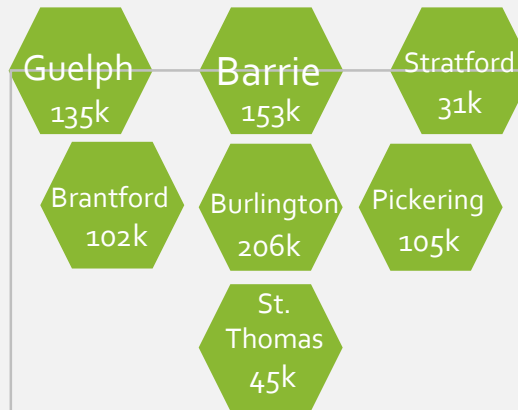 Guelph
135k
Barrie
153k
Stratford
31k
Brantford
102k
Burlington
206k
Pickering
105k
St.
Thomas
45k